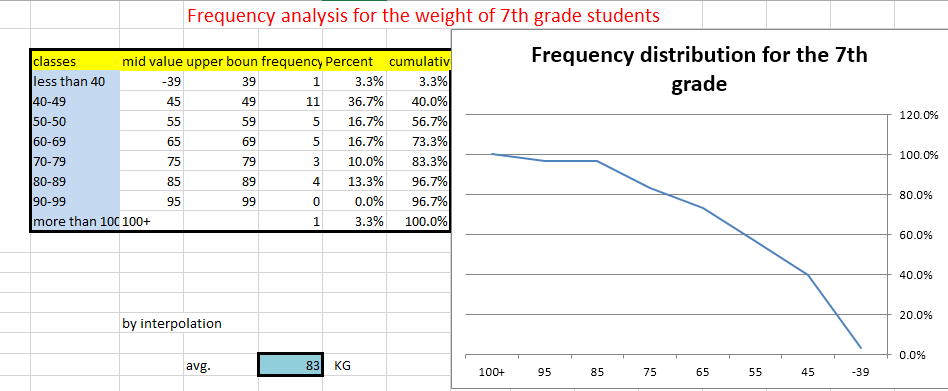 Frequency analysis for the weight of 7th grade students
classes mid value upper boun frequency Percent cumulativ
less than 40 -39 39 1 3.3% 3.3%
40-49 45 49 11 36.7% 40.0%
50-50 55 59 5 16.7% 56.7%
60-69 65 69 5 16.7% 73.3%
70-79 75 79 3 10.0% 83.3%
80-89 85 89 4 13.3% 96.7%
90-99 95 99 0 0.0% 96.7%
more than 100 100+ 1 3.3% 100.0%
by interpolation
avg. 83 KG
Frequency distribution for the 7th
grade
120.0%
100.0%
80.0%
60.0%
40.0%
20.0%
0.0%
100+ 95 85 75 65 55 45 -39